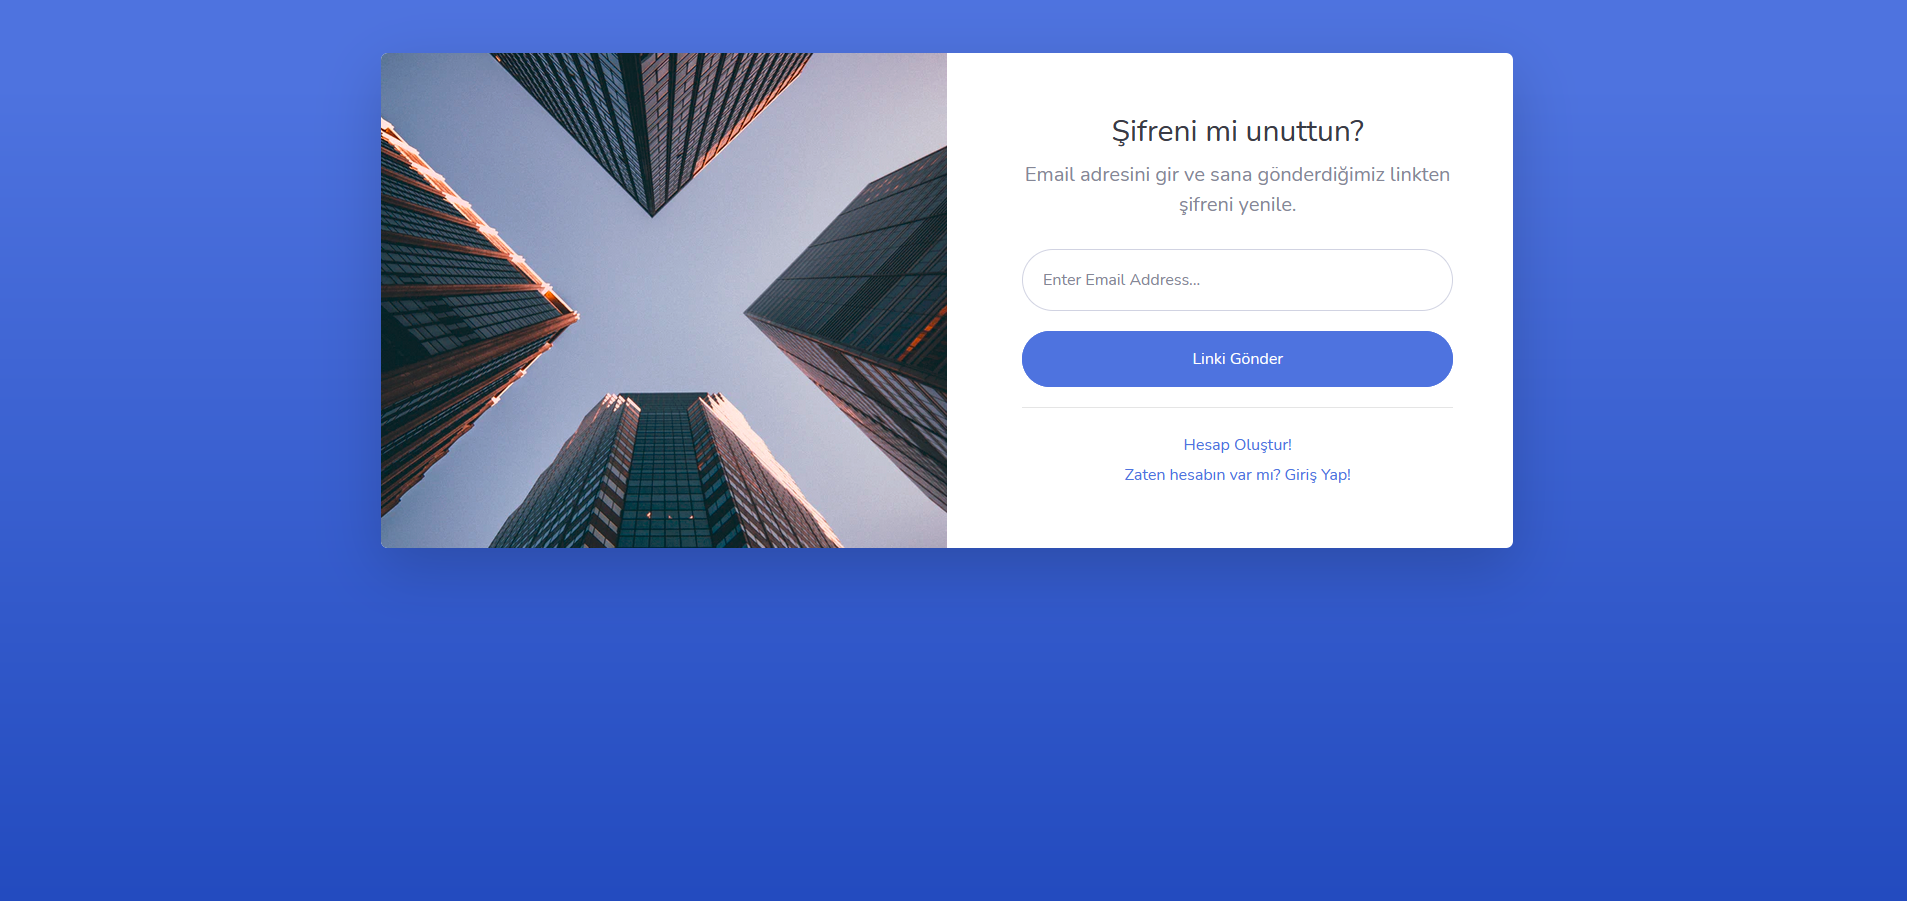 Şifreni mi unuttun?
Email adresini gir ve sana gönderdiğimiz linkten
şifreni yenile.
Enter Email Address...
Linki Gönder
Hesap Oluştur!
Zaten hesabın var mı? Giriş Yap!